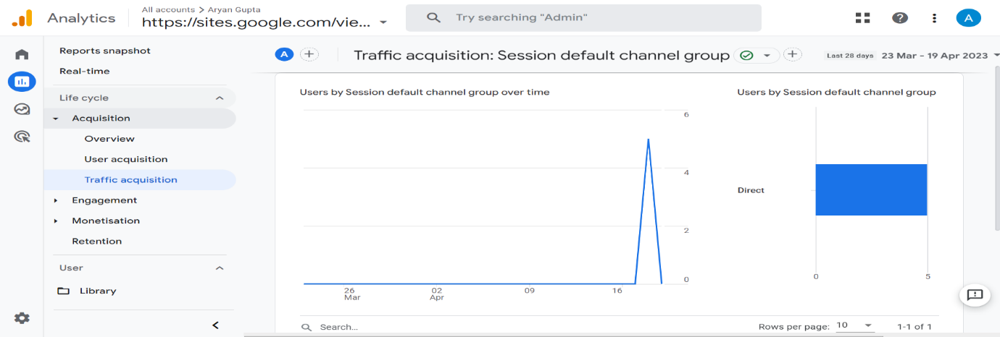 Analytics
All accounts > Aryan Gupta
https://sites.google.com/vie...
Try searching "Admin"
A
Reports snapshot
Real-time
Life cycle
Acquisition
Overview
User acquisition
Traffic acquisition
Engagement
Monetisation
Retention
User
Library
A
Traffic acquisition: Session default channel group
Last 28 days 23 Mar – 19 Apr 2023
Users by Session default channel group over time
6
4
2
0
26 Mar
02 Apr
09
16
Users by Session default channel group
Direct
0
5
Search...
Rows per page: 10
1-1 of 1